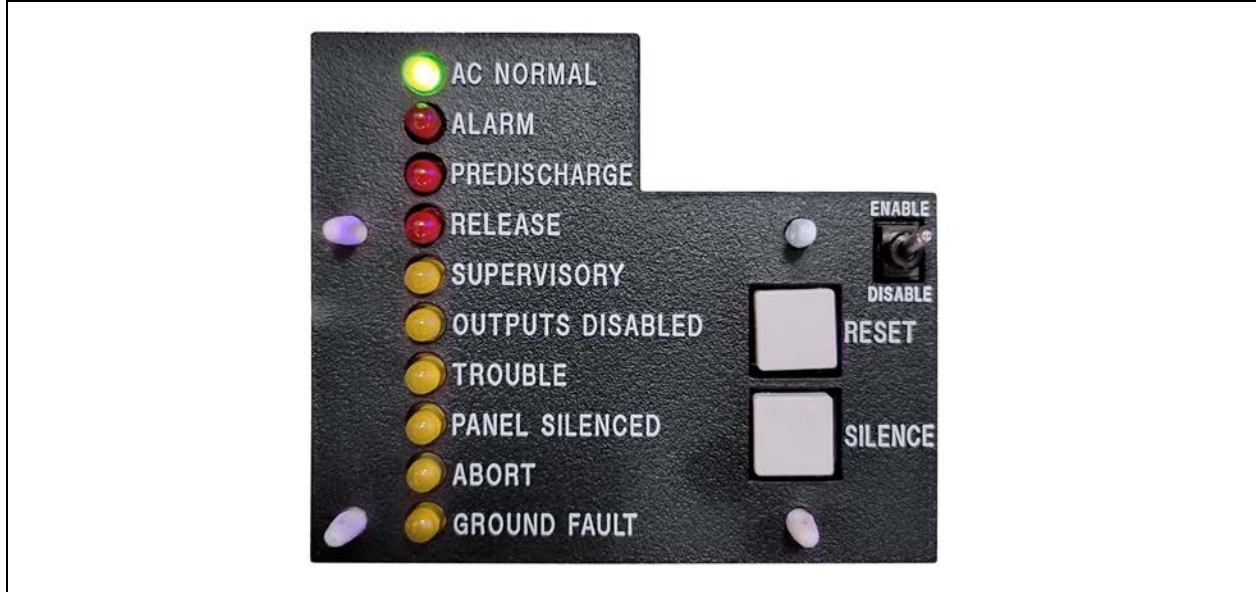 AC NORMAL
ALARM
PREDISCHARGE
RELEASE
SUPERVISORY
OUTPUTS DISABLED
TROUBLE
PANEL SILENCED
ABORT
GROUND FAULT
ENABLE
DISABLE
RESET
SILENCE